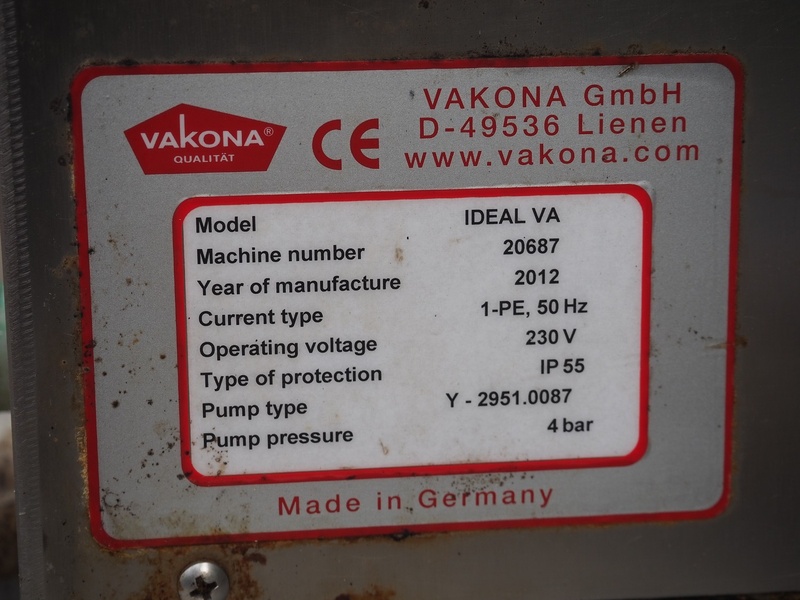 VAKONA®
QUALITÄT
CE
VAKONA GmbH
D-49536 Lienen
www.vakona.com
Model IDEAL VA
Machine number 20687
Year of manufacture 2012
Current type 1-PE, 50 Hz
Operating voltage 230 V
Type of protection IP 55
Pump type Y - 2951.0087
Pump pressure 4 bar
Made in Germany